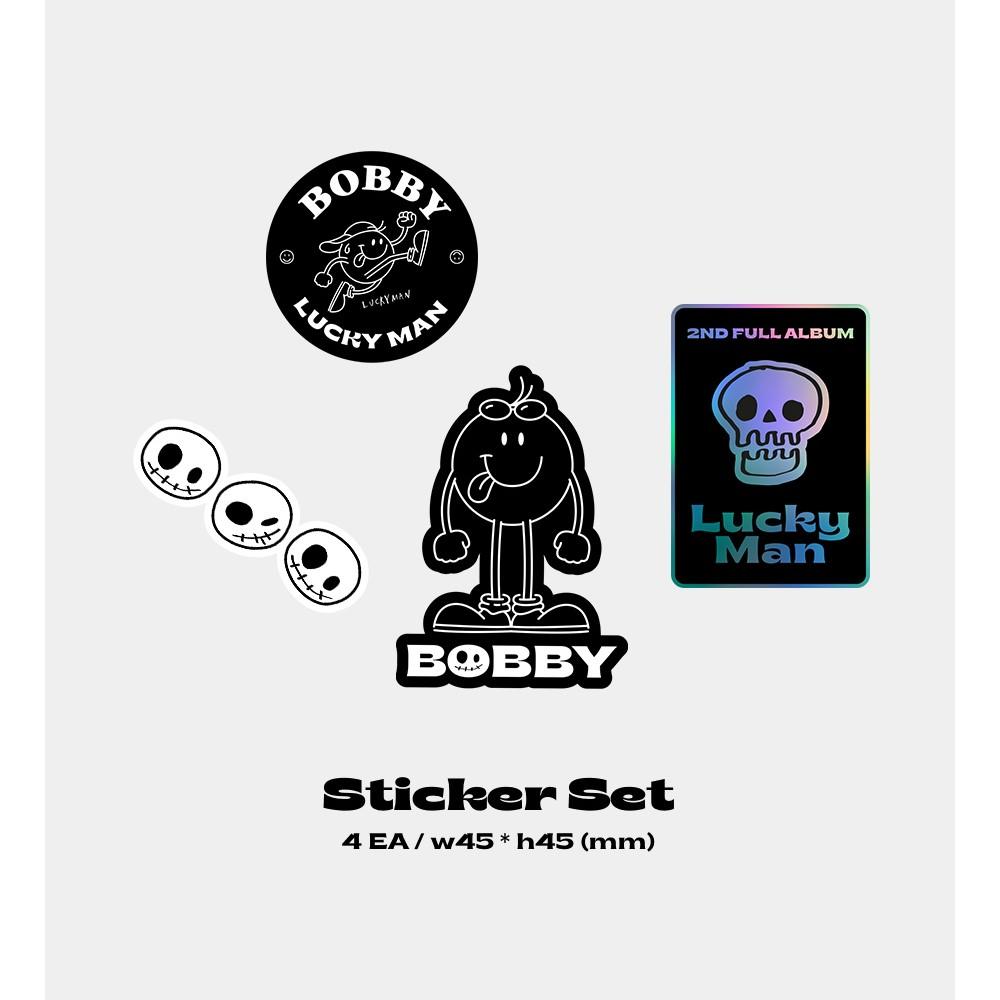 BOBBY
LUCKYMAN
LUCKY MAN
2ND FULL ALBUM
Lucky
Man
BOBBY
Sticker Set
4 EA / w45 * h45 (mm)